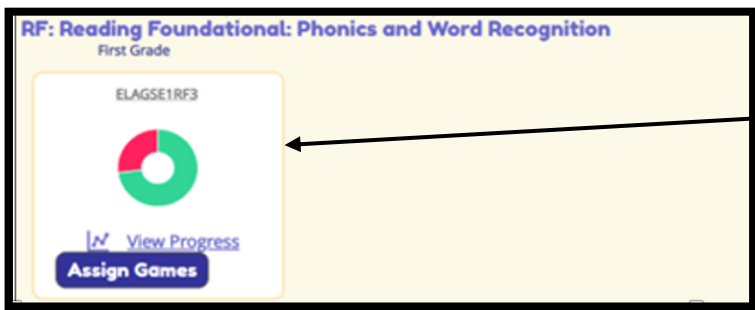 RF: Reading Foundational: Phonics and Word Recognition
First Grade
ELAGSE1RF3
View Progress
Assign Games